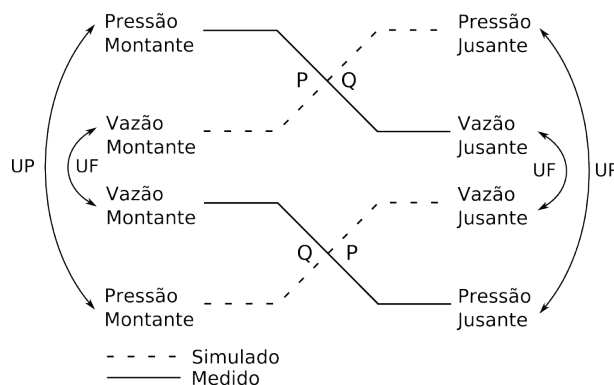 Pressão
Montante
Pressão
Jusante
P Q
Vazão
Montante
Vazão
Jusante
UP
UF
UF
UP
Vazão
Montante
Vazão
Jusante
Q P
Pressão
Montante
Pressão
Jusante
Simulado
Medido